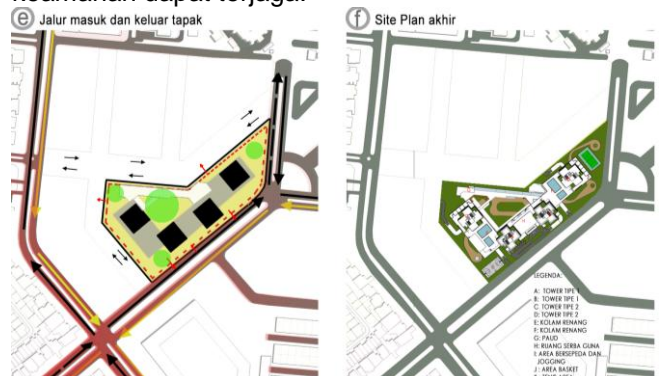 keamanan dapat terjaga.
e Jalur masuk dan keluar tapak
f Site Plan akhir
LEGENDA:
A: TOWER TIPE 1
B: TOWER TIPE 1
C: TOWER TIPE 2
D: TOWER TIPE 2
E: KOLAM RENANG
F: KOLAM RENANG
G: PAUD
H: RUANG SERBA GUNA
I: AREA BERSEPEDA DAN
JOGGING
J : AREA BASKET